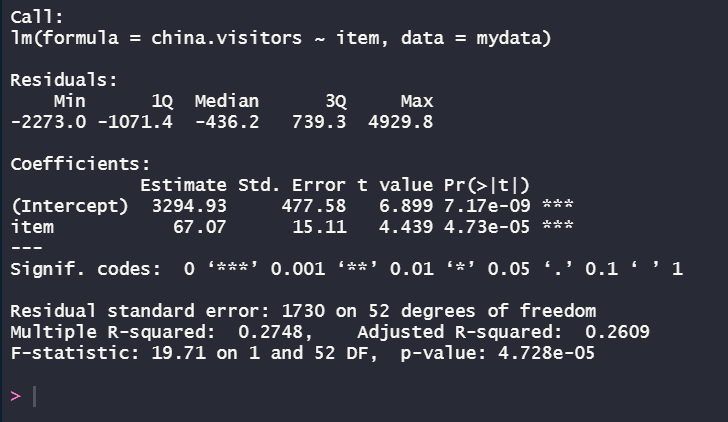 Call:
lm(formula = china.visitors ~ item, data = mydata)
Residuals:
    Min      1Q  Median      3Q     Max
-2273.0 -1071.4  -436.2   739.3  4929.8
Coefficients:
            Estimate Std. Error t value Pr(>|t|)
(Intercept)  3294.93     477.58   6.899 7.17e-09 ***
item           67.07      15.11   4.439 4.73e-05 ***
---
Signif. codes:  0 ‘***’ 0.001 ‘**’ 0.01 ‘*’ 0.05 ‘.’ 0.1 ‘ ’ 1
Residual standard error: 1730 on 52 degrees of freedom
Multiple R-squared:  0.2748,    Adjusted R-squared:  0.2609
F-statistic: 19.71 on 1 and 52 DF,  p-value: 4.728e-05
>